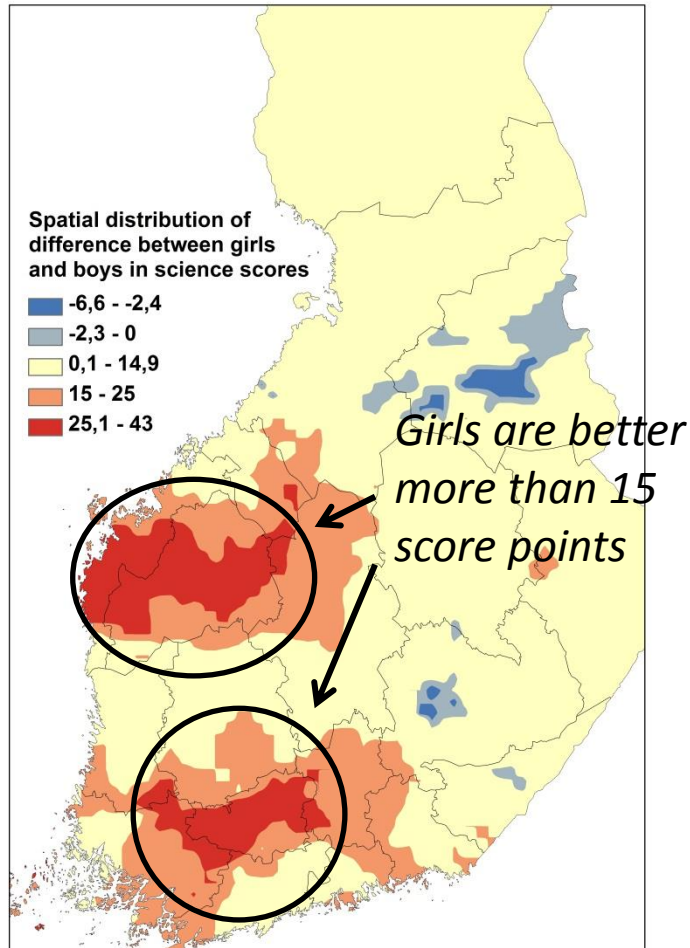 Spatial distribution of
difference between girls
and boys in science scores
-6,6 - -2,4
-2,3 - 0
0,1 - 14,9
15 - 25
25,1 - 43
Girls are better
more than 15
score points